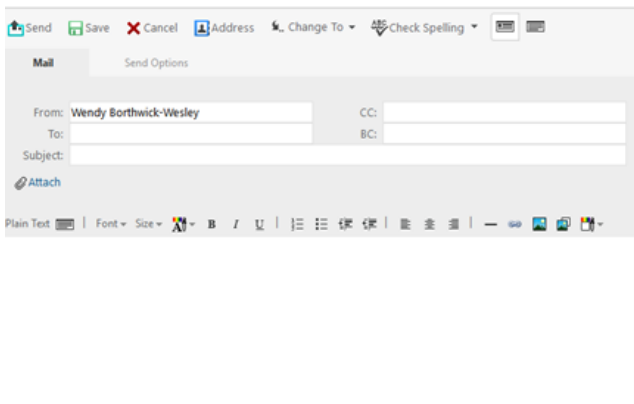 Send Save Cancel Address Change To ABC Check Spelling
Mail Send Options
From: Wendy Borthwick-Wesley CC:
To: BC:
Subject:
Attach
Plain Text Font Size A B I U